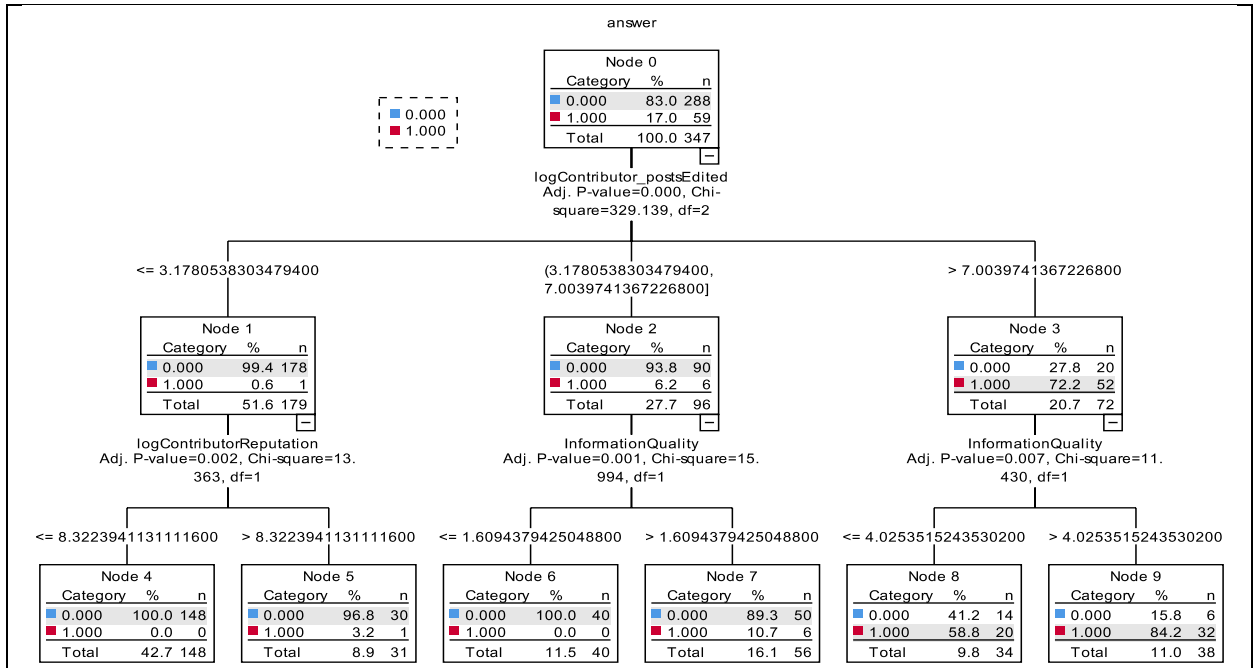 answer
Node 0
Category % n
0.000 83.0 288
1.000 17.0 59
Total 100.0 347
0.000
1.000
logContributor_postsEdited
Adj. P-value=0.000, Chi-
square=329.139, df=2
<= 3.1780538303479400
(3.1780538303479400,
7.0039741367226800]
> 7.0039741367226800
Node 1
Category % n
0.000 99.4 178
1.000 0.6 1
Total 51.6 179
Node 2
Category % n
0.000 93.8 90
1.000 6.2 6
Total 27.7 96
Node 3
Category % n
0.000 27.8 20
1.000 72.2 52
Total 20.7 72
logContributorReputation
Adj. P-value=0.002, Chi-square=13.
363, df=1
InformationQuality
Adj. P-value=0.001, Chi-square=15.
994, df=1
InformationQuality
Adj. P-value=0.007, Chi-square=11.
430, df=1
<= 8.3223941131111600
> 8.3223941131111600
<= 1.6094379425048800
> 1.6094379425048800
<= 4.0253515243530200
> 4.0253515243530200
Node 4
Category % n
0.000 100.0 148
1.000 0.0 0
Total 42.7 148
Node 5
Category % n
0.000 96.8 30
1.000 3.2 1
Total 8.9 31
Node 6
Category % n
0.000 100.0 40
1.000 0.0 0
Total 11.5 40
Node 7
Category % n
0.000 89.3 50
1.000 10.7 6
Total 16.1 56
Node 8
Category % n
0.000 41.2 14
1.000 58.8 20
Total 9.8 34
Node 9
Category % n
0.000 15.8 6
1.000 84.2 32
Total 11.0 38